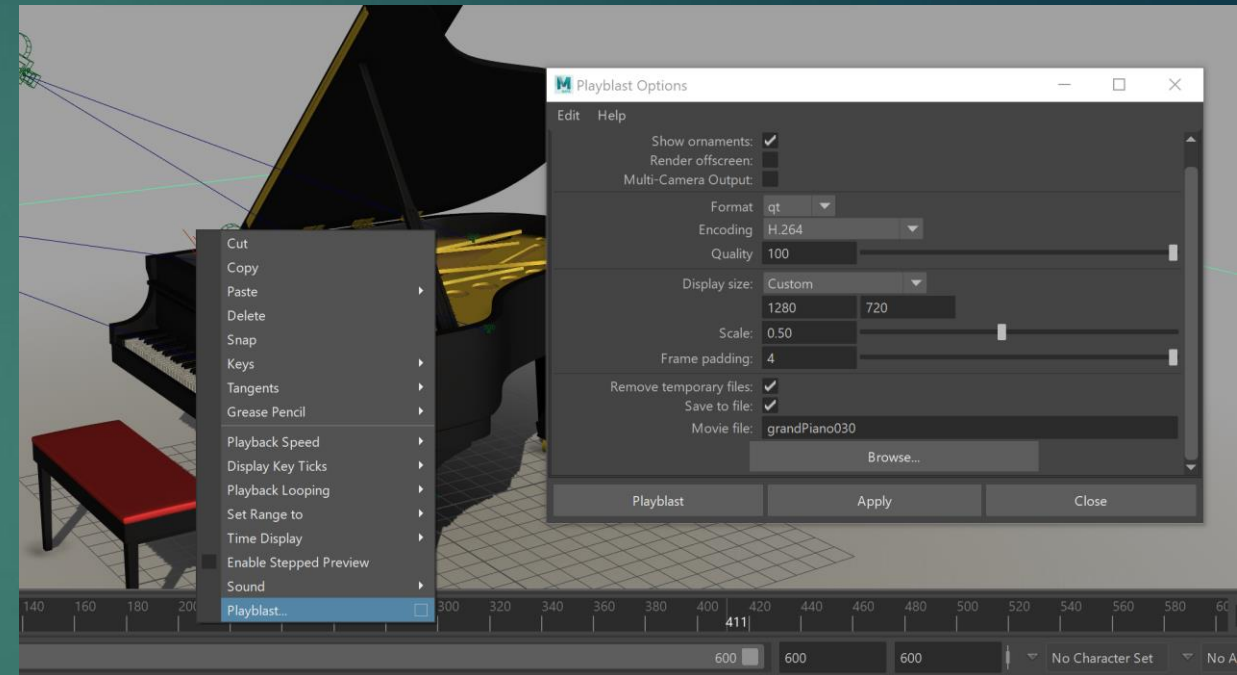 Playblast Options
Edit Help
Show ornaments:
Render offscreen:
Multi-Camera Output:
Format qt
Encoding H.264
Quality 100
Display size: Custom
1280 720
Scale: 0.50
Frame padding: 4
Remove temporary files:
Save to file:
Movie file: grandPiano030
Browse...
Playblast Apply Close
Cut
Copy
Paste
Delete
Snap
Keys
Tangents
Grease Pencil
Playback Speed
Display Key Ticks
Playback Looping
Set Range to
Time Display
Enable Stepped Preview
Sound
Playblast...
140 160 180 300 320 340 360 380 400 420 440 460 480 500 520 540 560 580
411
600 600 600 No Character Set